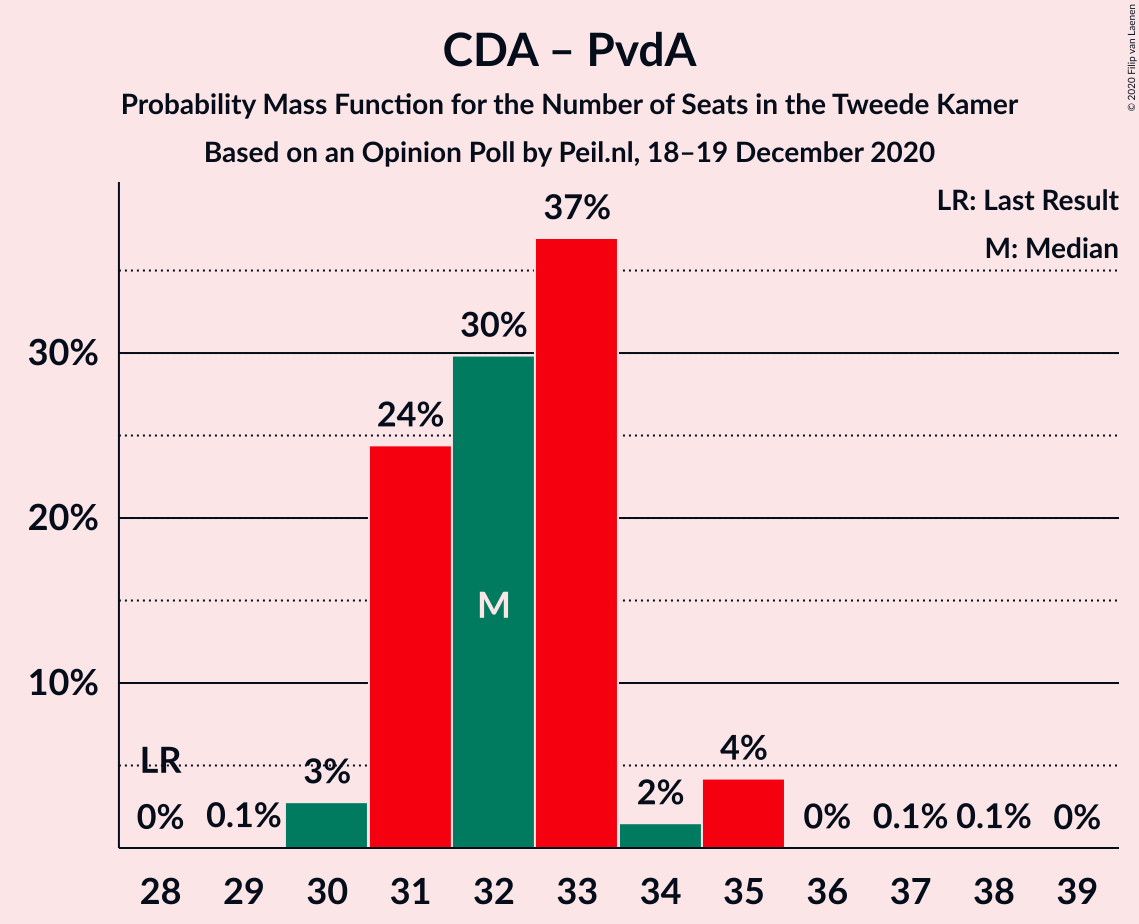 CDA – PvdA
Probability Mass Function for the Number of Seats in the Tweede Kamer
Based on an Opinion Poll by Peil.nl, 18–19 December 2020
© 2020 Filip van Laenen
LR: Last Result
M: Median
37%
30%
24%
30%
20%
10%
M
LR
0%
0.1%
3%
2%
4%
0%
0.1%
0.1%
0%
28 29 30 31 32 33 34 35 36 37 38 39